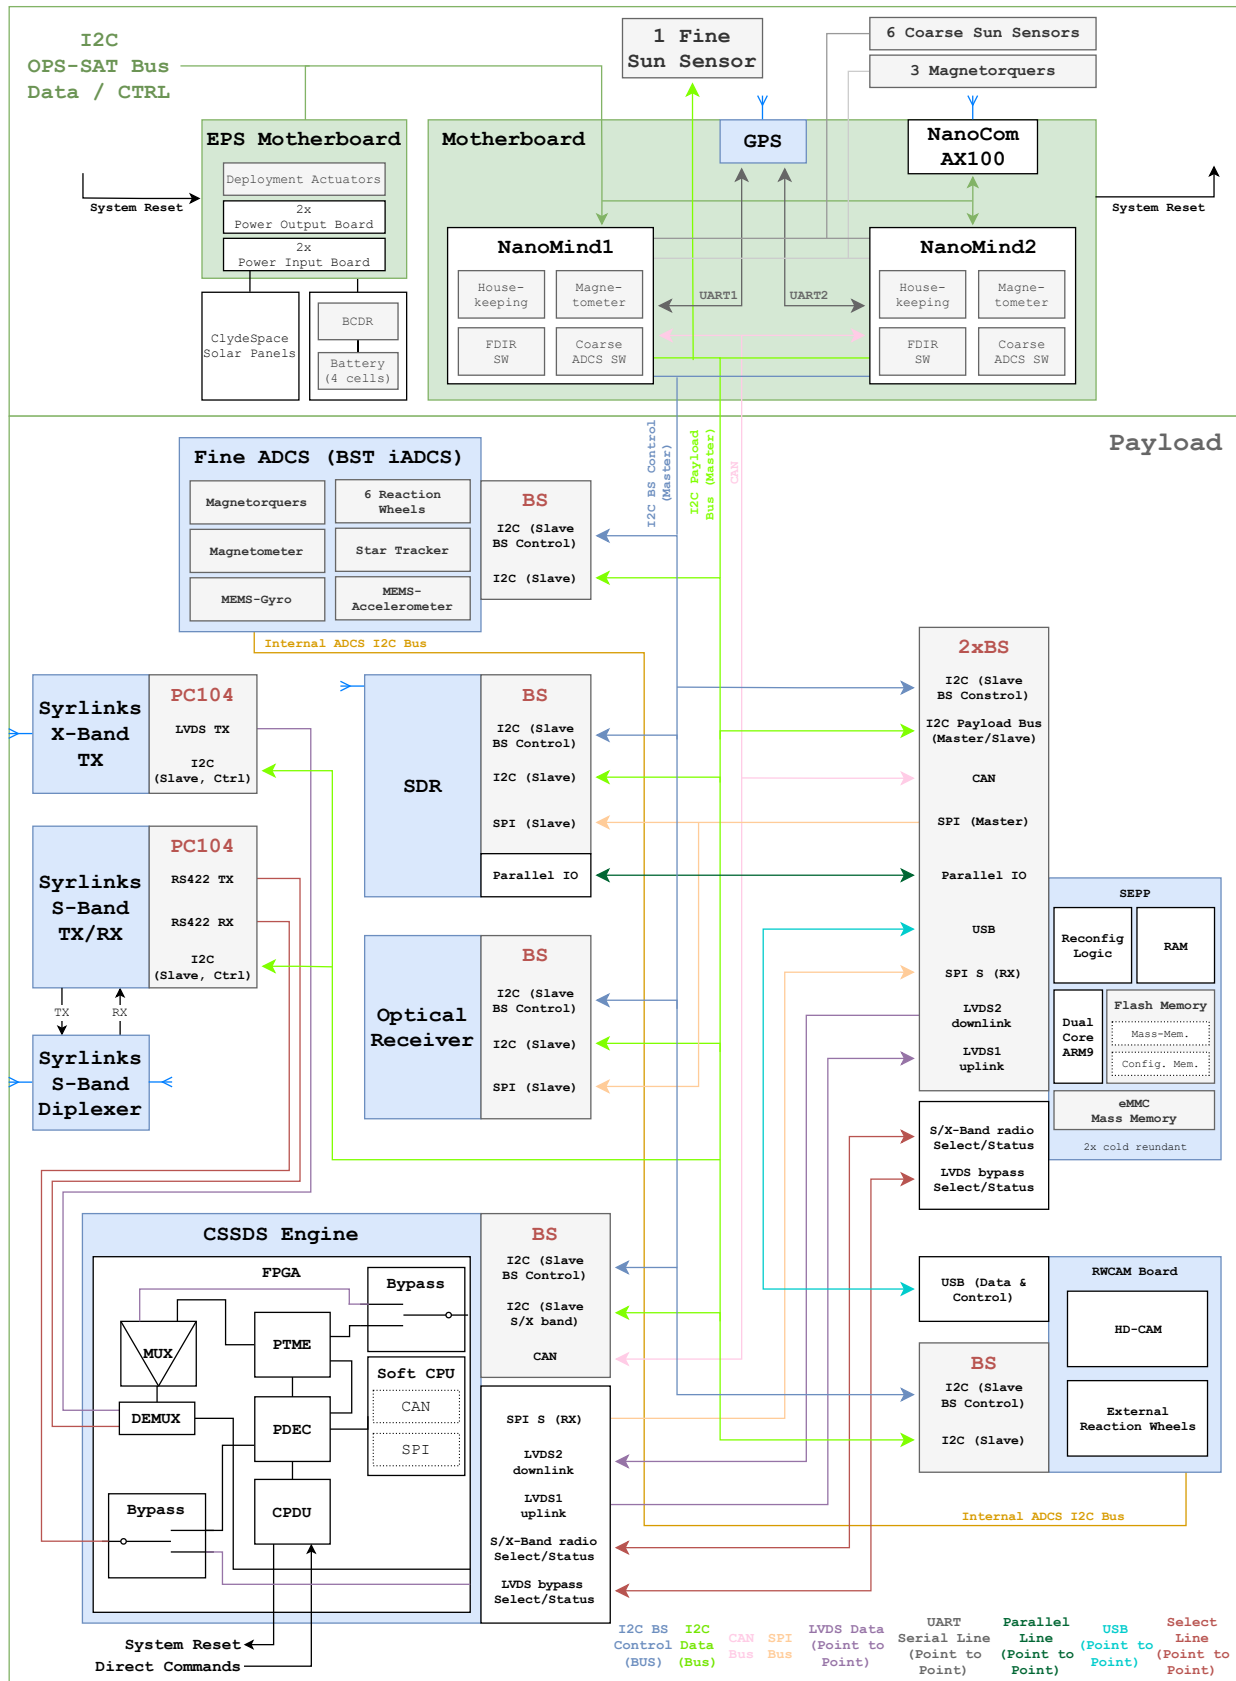 I2C
OPS-SAT Bus
Data / CTRL
1 Fine
Sun Sensor
6 Coarse Sun Sensors
3 Magnetorquers
EPS Motherboard
Deployment Actuators
2x
Power Output Board
2x
Power Input Board
System Reset
ClydeSpace
Solar Panels
BCDR
Battery
(4 cells)
Motherboard
GPS
NanoCom
AX100
System Reset
NanoMind1
House-
keeping
Magne-
tometer
FDIR
SW
Coarse
ADCS SW
UART1
UART2
NanoMind2
House-
keeping
Magne-
tometer
FDIR
SW
Coarse
ADCS SW
Payload
I2C BS Control
(Master)
I2C Payload
Bus (Master)
CAN
Fine ADCS (BST iADCS)
Magnetorquers
6 Reaction
Wheels
Magnetometer
Star Tracker
MEMS-Gyro
MEMS-
Accelerometer
BS
I2C (Slave
BS Control)
I2C (Slave)
Internal ADCS I2C Bus
Syrlinks
X-Band
TX
PC104
LVDS TX
I2C
(Slave, Ctrl)
Syrlinks
S-Band
TX/RX
PC104
RS422 TX
RS422 RX
I2C
(Slave, Ctrl)
TX
RX
Syrlinks
S-Band
Diplexer
SDR
BS
I2C (Slave
BS Control)
I2C (Slave)
SPI (Slave)
Parallel IO
Optical
Receiver
BS
I2C (Slave
BS Control)
I2C (Slave)
SPI (Slave)
2xBS
I2C (Slave
BS Constrol)
I2C Payload Bus
(Master/Slave)
CAN
SPI (Master)
Parallel IO
USB
SPI S (RX)
LVDS2
downlink
LVDS1
uplink
S/X-Band radio
Select/Status
LVDS bypass
Select/Status
SEPP
Reconfig
Logic
RAM
Dual
Core
ARM9
Flash Memory
Mass-Mem.
Config. Mem.
eMMC
Mass Memory
2x cold reundant
CSSDS Engine
FPGA
MUX
DEMUX
PTME
PDEC
CPDU
Bypass
Soft CPU
CAN
SPI
Bypass
System Reset
Direct Commands
BS
I2C (Slave
BS Control)
I2C (Slave
S/X band)
CAN
SPI S (RX)
LVDS2
downlink
LVDS1
uplink
S/X-Band radio
Select/Status
LVDS bypass
Select/Status
USB (Data &
Control)
BS
I2C (Slave
BS Control)
I2C (Slave)
RWCAM Board
HD-CAM
External
Reaction Wheels
Internal ADCS I2C Bus
I2C BS
Control
(BUS)
I2C
Data
(Bus)
CAN
Bus
SPI
Bus
LVDS Data
(Point to
Point)
UART
Serial Line
(Point to
Point)
Parallel
Line
(Point to
Point)
USB
(Point to
Point)
Select
Line
(Point to
Point)